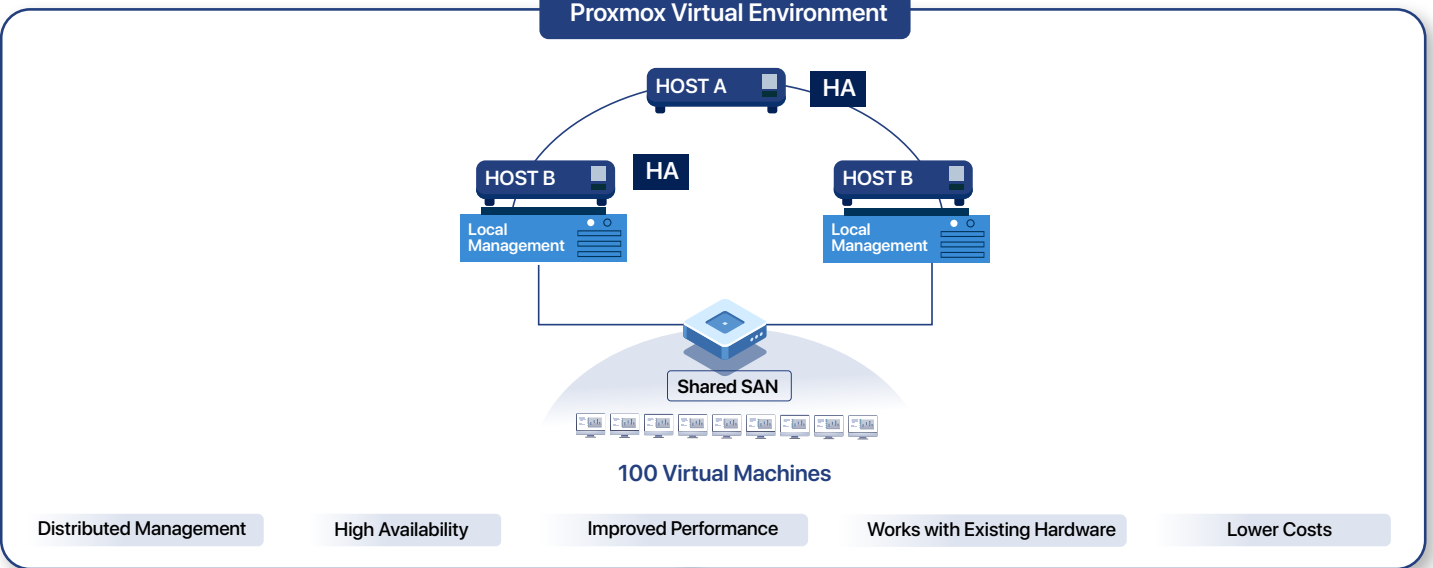 Proxmox Virtual Environment
HOST A
HA
HOST B
HA
HOST B
Local
Management
Local
Management
Shared SAN
100 Virtual Machines
Distributed Management
High Availability
Improved Performance
Works with Existing Hardware
Lower Costs